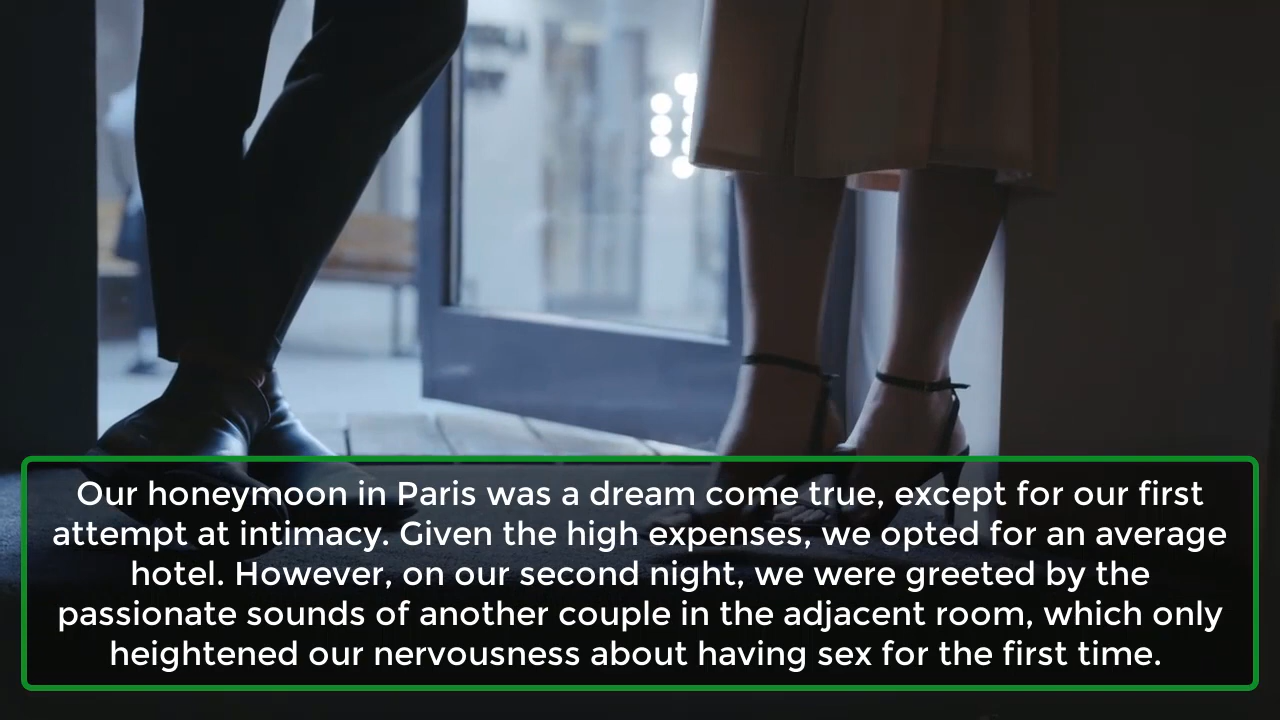 Our honeymoon in Paris was a dream come true, except for our first
attempt at intimacy. Given the high expenses, we opted for an average
hotel. However, on our second night, we were greeted by the
passionate sounds of another couple in the adjacent room, which only
heightened our nervousness about having sex for the first time.